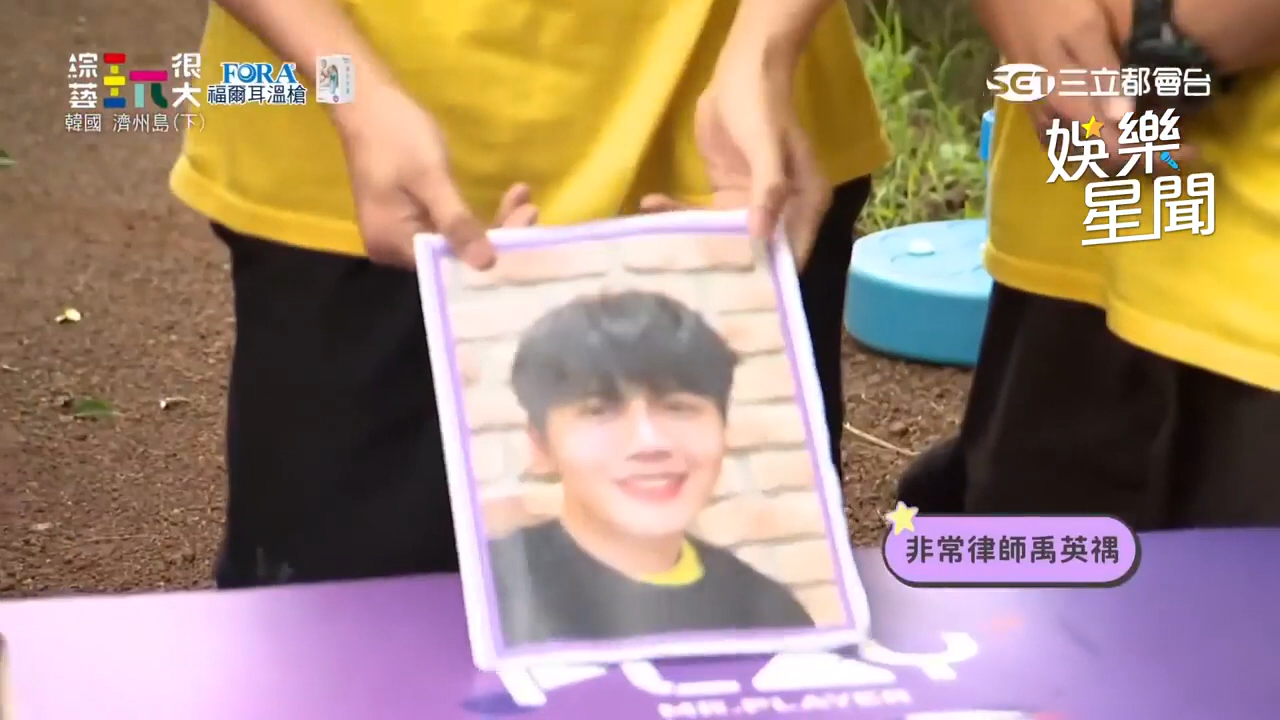 綜藝玩很大
FORA
福爾耳溫槍
韓國 濟州島(下)
SET 三立都會台
娛樂
星聞
非常律師禹英禑
PLAY
MR.PLAYER